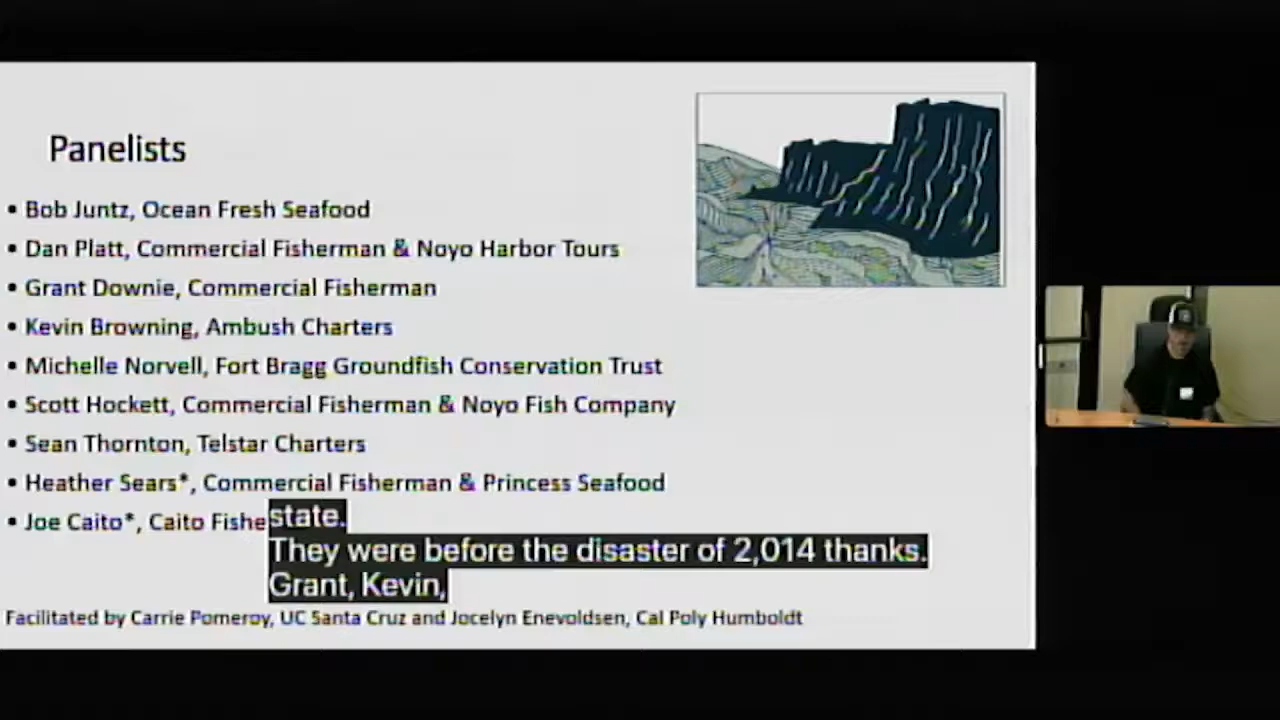 Panelists
• Bob Juntz, Ocean Fresh Seafood
• Dan Platt, Commercial Fisherman & Noyo Harbor Tours
• Grant Downie, Commercial Fisherman
• Kevin Browning, Ambush Charters
• Michelle Norvell, Fort Bragg Groundfish Conservation Trust
• Scott Hockett, Commercial Fisherman & Noyo Fish Company
• Sean Thornton, Telstar Charters
• Heather Sears*, Commercial Fisherman & Princess Seafood
• Joe Caito*, Caito Fishe
state.
They were before the disaster of 2,014 thanks.
Grant, Kevin,
Facilitated by Carrie Pomeroy, UC Santa Cruz and Jocelyn Enevoldsen, Cal Poly Humboldt